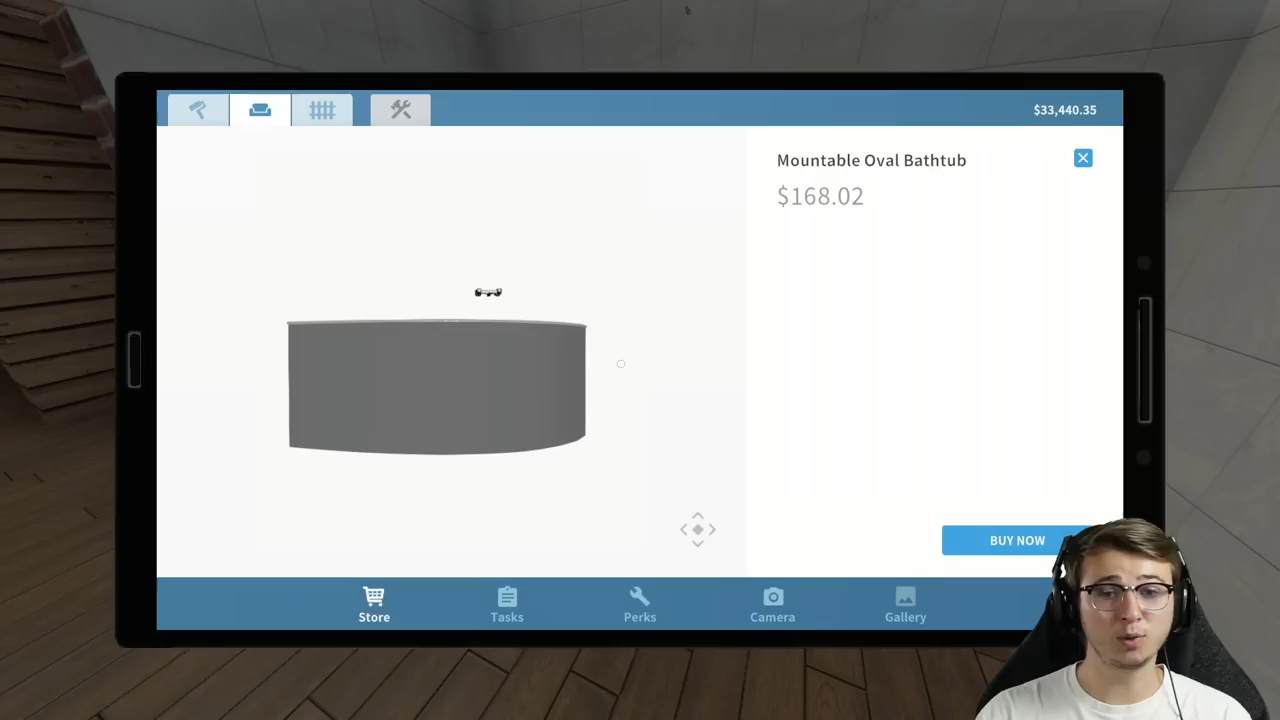 $33,440.35
Mountable Oval Bathtub
$168.02
BUY NOW
Store
Tasks
Perks
Camera
Gallery